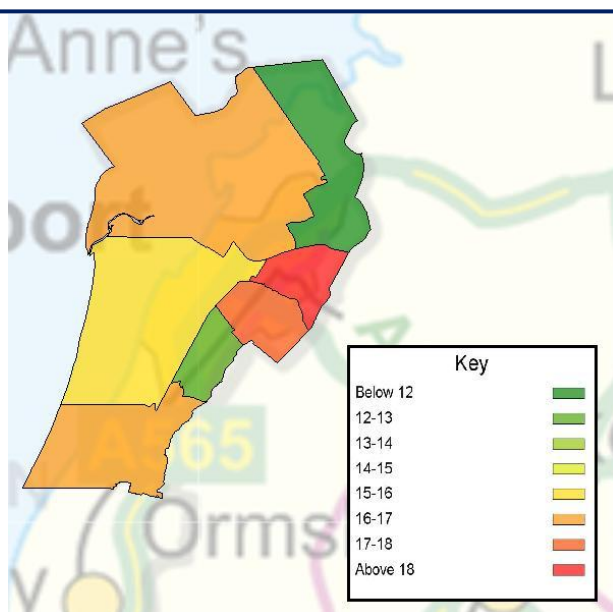 Anne's
L
port
A565
Orms
y
A
Key
Below 12
12-13
13-14
14-15
15-16
16-17
17-18
Above 18